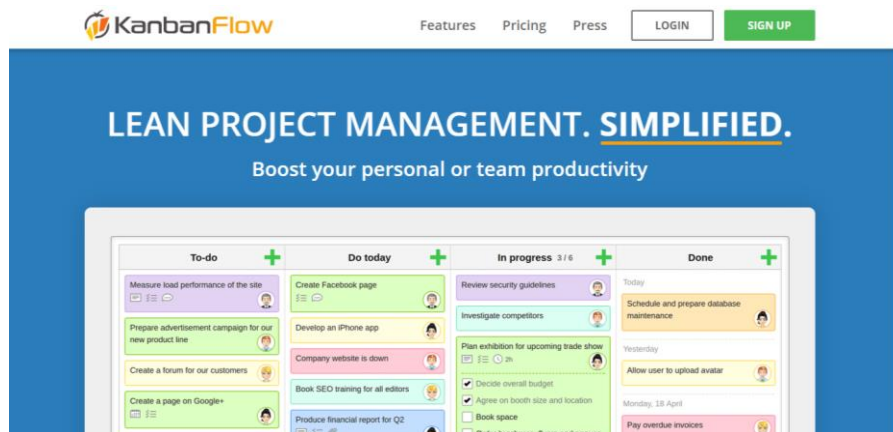 KanbanFlow
Features Pricing Press LOGIN SIGN UP
LEAN PROJECT MANAGEMENT. SIMPLIFIED.
Boost your personal or team productivity
To-do
Measure load performance of the site
Prepare advertisement campaign for our
new product line
Create a forum for our customers
Create a page on Google+
Do today
Create Facebook page
Develop an iPhone app
Company website is down
Book SEO training for all editors
Produce financial report for Q2
In progress 3 / 6
Review security guidelines
Investigate competitors
Plan exhibition for upcoming trade show
2h
Decide overall budget
Agree on booth size and location
Book space
Done
Today
Schedule and prepare database
maintenance
Yesterday
Allow user to upload avatar
Monday, 18 April
Pay overdue invoices